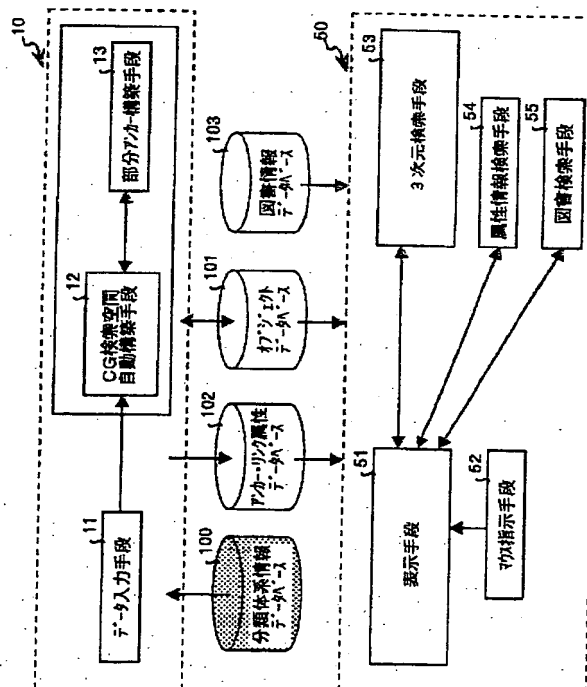 10
11
データ入力手段
12
CG検索空間
自動構築手段
13
部分アンカー構築手段
100
分類体系情報
データベース
102
アンカー・リンク属性
データベース
101
オブジェクト
データベース
103
図書情報
データベース
50
51
表示手段
52
マウス指示手段
53
3次元検索手段
54
属性情報検索手段
55
図書検索手段